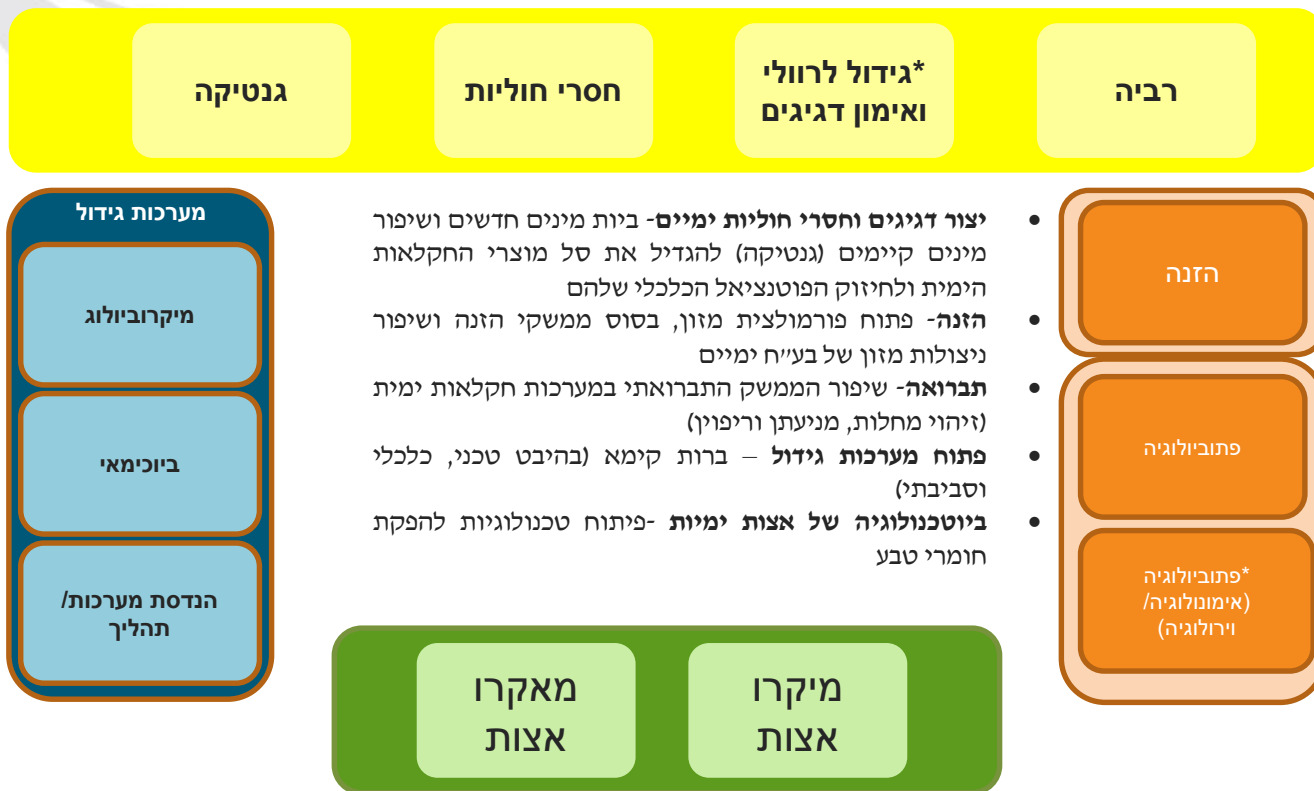 רביה
*גידול לרוולי
ואימון דגיגים
חסרי חוליות
גנטיקה
הזנה
פתוביולוגיה
*פתוביולוגיה
(אימונולוגיה/
וירולוגיה)
• יצור דגיגים וחסרי חוליות ימיים- ביות מינים חדשים ושיפור
מינים קיימים (גנטיקה) להגדיל את סל מוצרי החקלאות
הימית ולחיזוק הפוטנציאל הכלכלי שלהם
• הזנה- פתוח פורמולצית מזון, בסוס ממשקי הזנה ושיפור
ניצולות מזון של בע״ח ימיים
• תברואה- שיפור הממשק התברואתי במערכות חקלאות ימית
(זיהוי מחלות, מניעתן וריפוין)
• פתוח מערכות גידול – ברות קימא (בהיבט טכני, כלכלי
וסביבתי)
• ביוטכנולוגיה של אצות ימיות -פיתוח טכנולוגיות להפקת
חומרי טבע
מערכות גידול
מיקרוביולוג
ביוכימאי
הנדסת מערכות/
תהליך
מיקרו
אצות
מאקרו
אצות